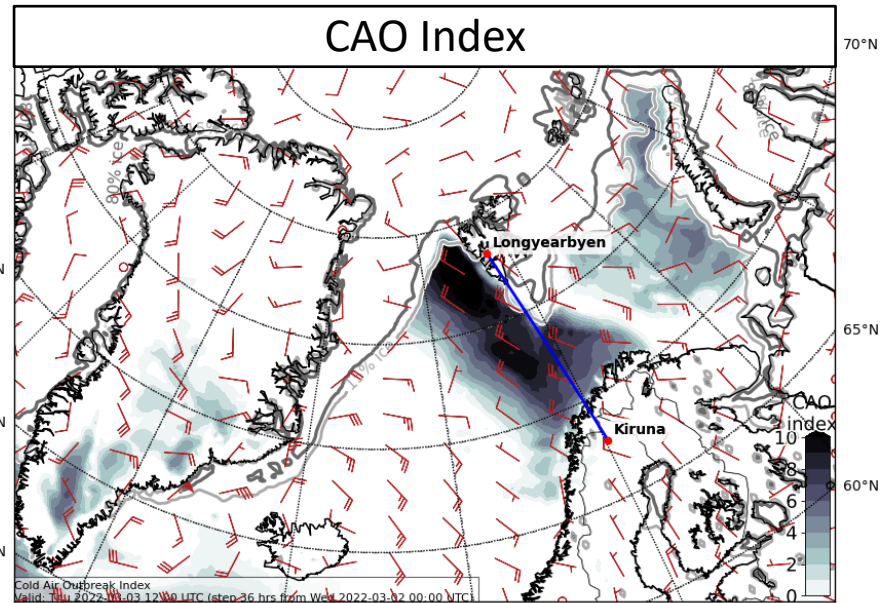 CAO Index
70°N
80% ice
Longyearbyen
N
65°N
10% ice
CAO
index
Kiruna
10
8
6
4
2
0
N
60°N
N
Cold Air Outbreak Index
Valid: Thu 2022-03-03 12:00 UTC (step 36 hrs from Wed 2022-03-02 00:00 UTC)